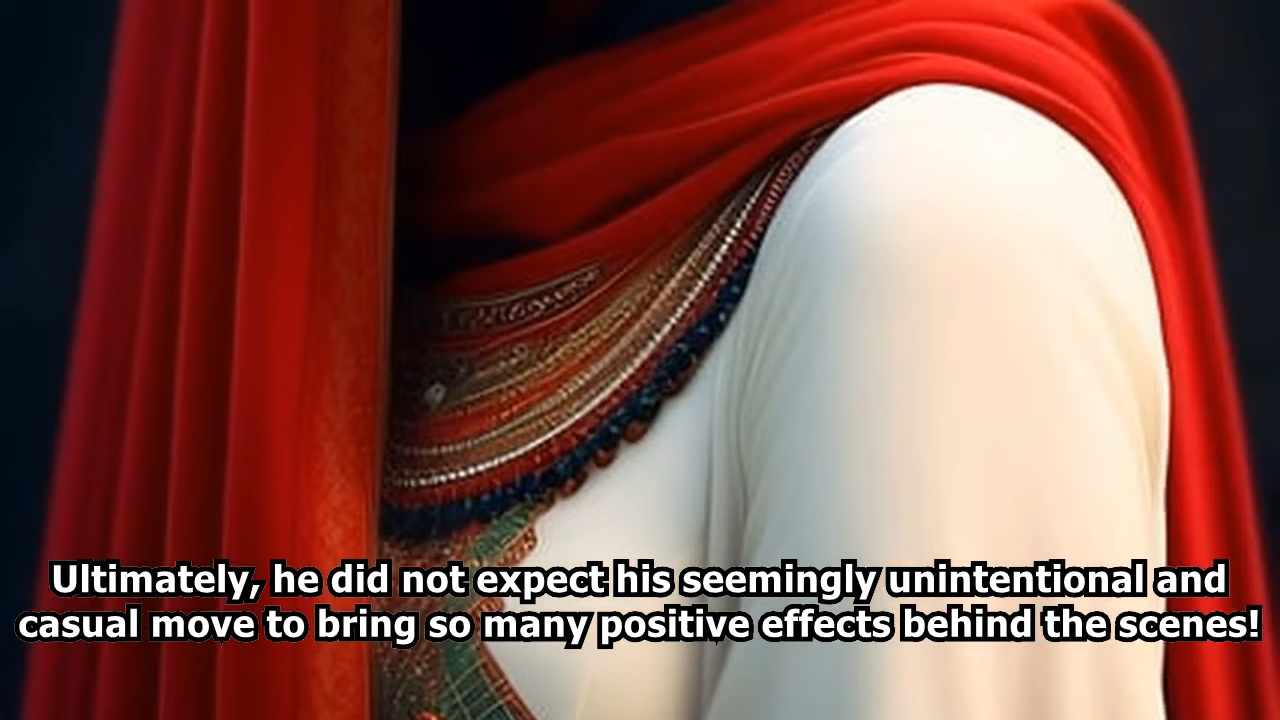 Ultimately, he did not expect his seemingly unintentional and
casual move to bring so many positive effects behind the scenes!